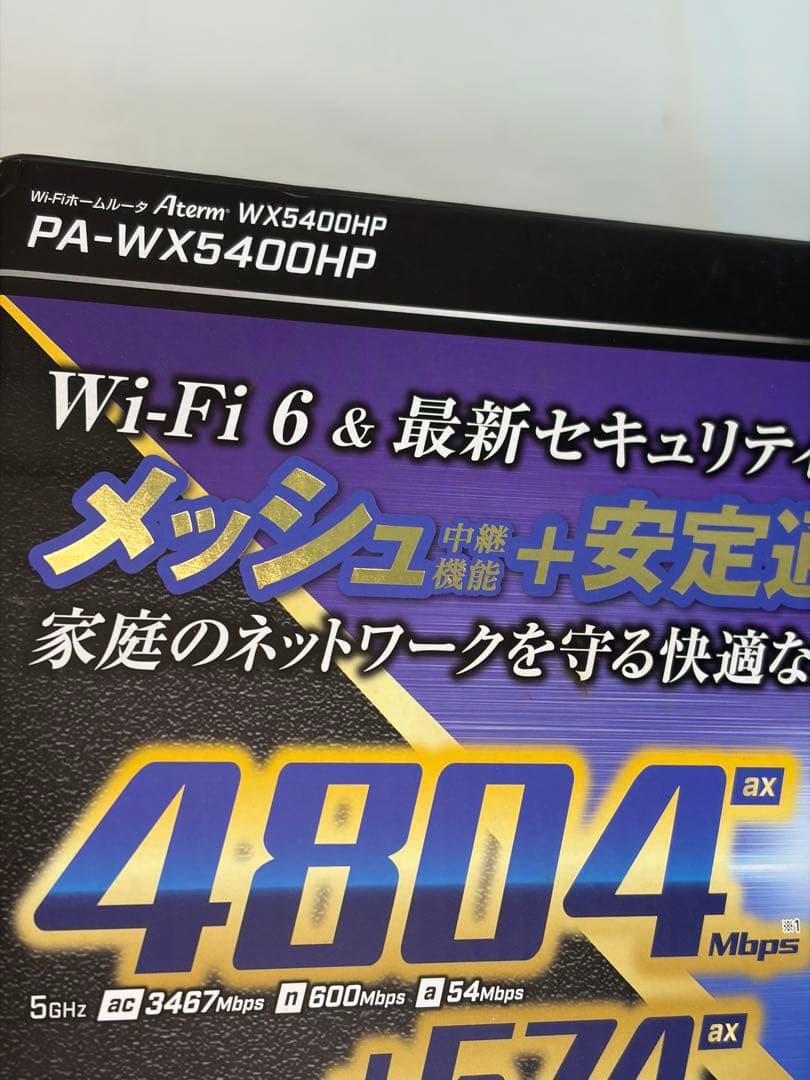 Wi-Fiホームルータ Aterm® WX5400HP
PA-WX5400HP
Wi-Fi 6 & 最新セキュリティ
メッシュ中継機能+安定
家庭のネットワークを守る快適な
4804 ax
Mbps ※1
5GHz ac 3467Mbps n 600Mbps a 54Mbps
+574 ax